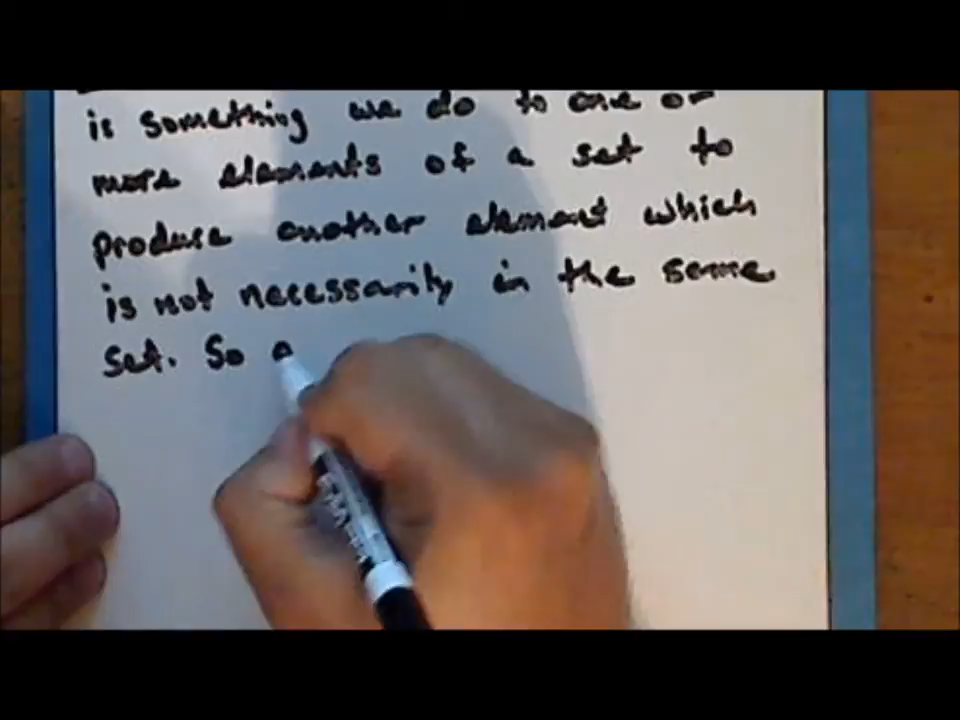 is something we do to one or
more elements of a set to
produce another element which
is not necessarily in the same
set. So